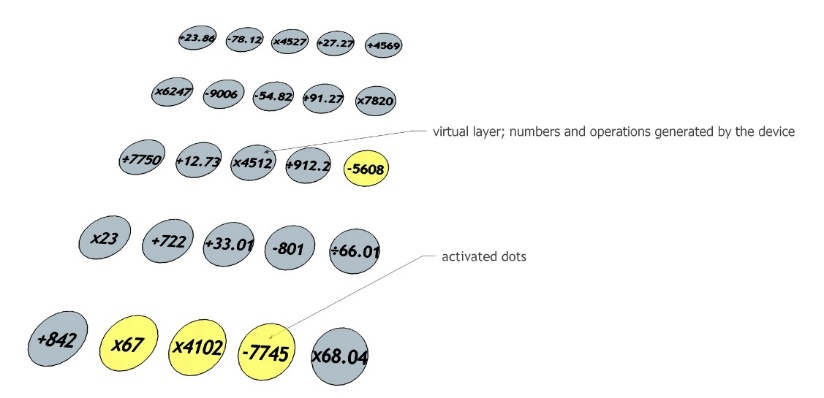 +23.86 -78.12 x4527 +27.27 +4569
x6247 -9006 -54.82 +91.27 x7820
virtual layer; numbers and operations generated by the device
÷7750 +12.73 x4512 +912.2 -5608
x23 +722 +33.01 -801 ÷66.01
activated dots
+842 x67 x4102 -7745 x68.04